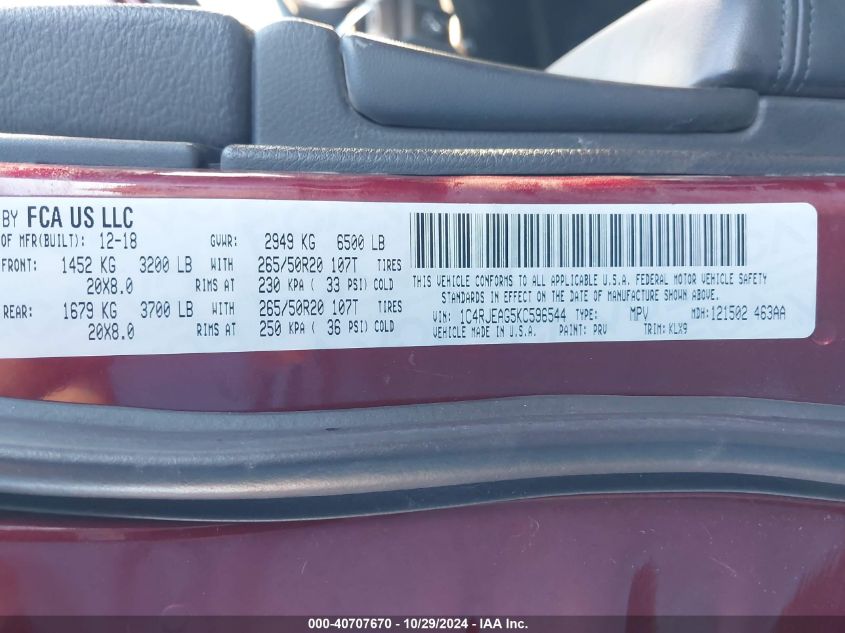 BY FCA US LLC
OF MFR(BUILT): 12-18 GVWR: 2949 KG 6500 LB
FRONT: 1452 KG 3200 LB WITH 265/50R20 107T TIRES
20X8.0 RIMS AT 230 KPA ( 33 PSI) COLD
REAR: 1679 KG 3700 LB WITH 265/50R20 107T TIRES
20X8.0 RIMS AT 250 KPA ( 36 PSI) COLD
THIS VEHICLE CONFORMS TO ALL APPLICABLE U.S.A. FEDERAL MOTOR VEHICLE SAFETY
STANDARDS IN EFFECT ON THE DATE OF MANUFACTURE SHOWN ABOVE.
VIN: 1C4RJEAG5KC596544 TYPE: MPV MDH: 121502 463AA
VEHICLE MADE IN U.S.A. PAINT: PRV TRIM: KLX9
000-40707670 - 10/29/2024 - IAA Inc.